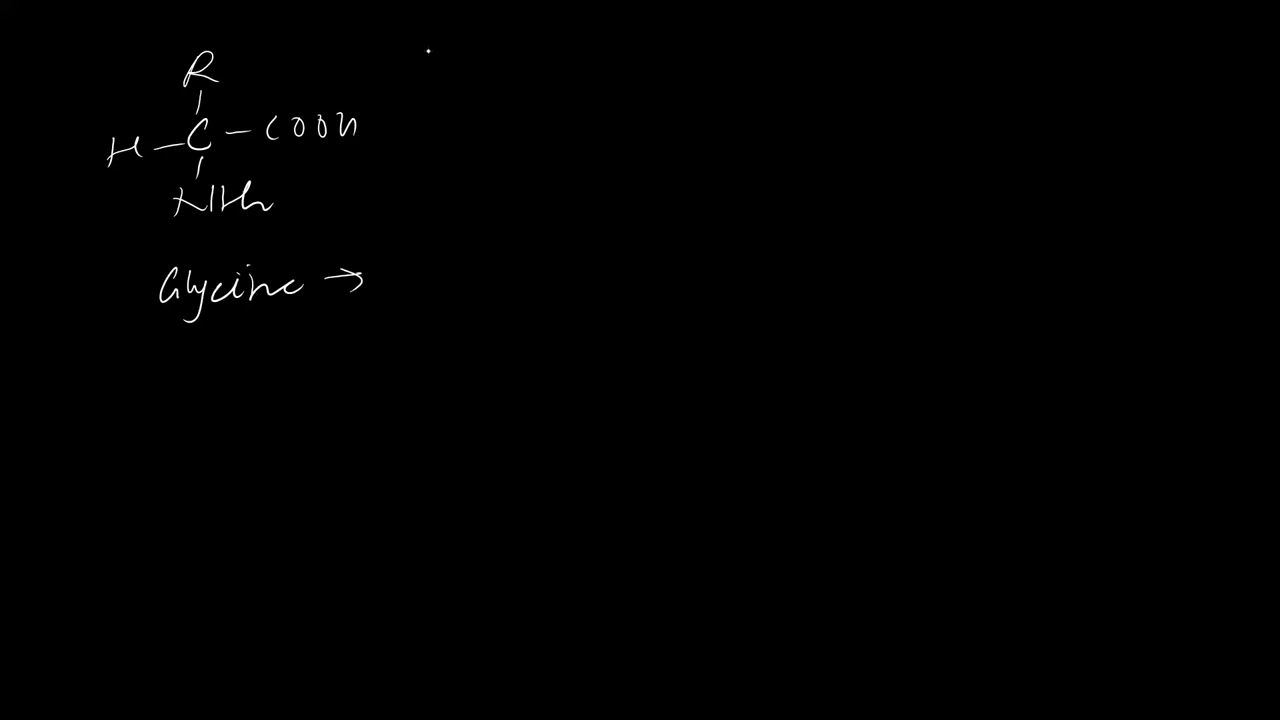 R
H - C - COOH
NH2
Glycine →